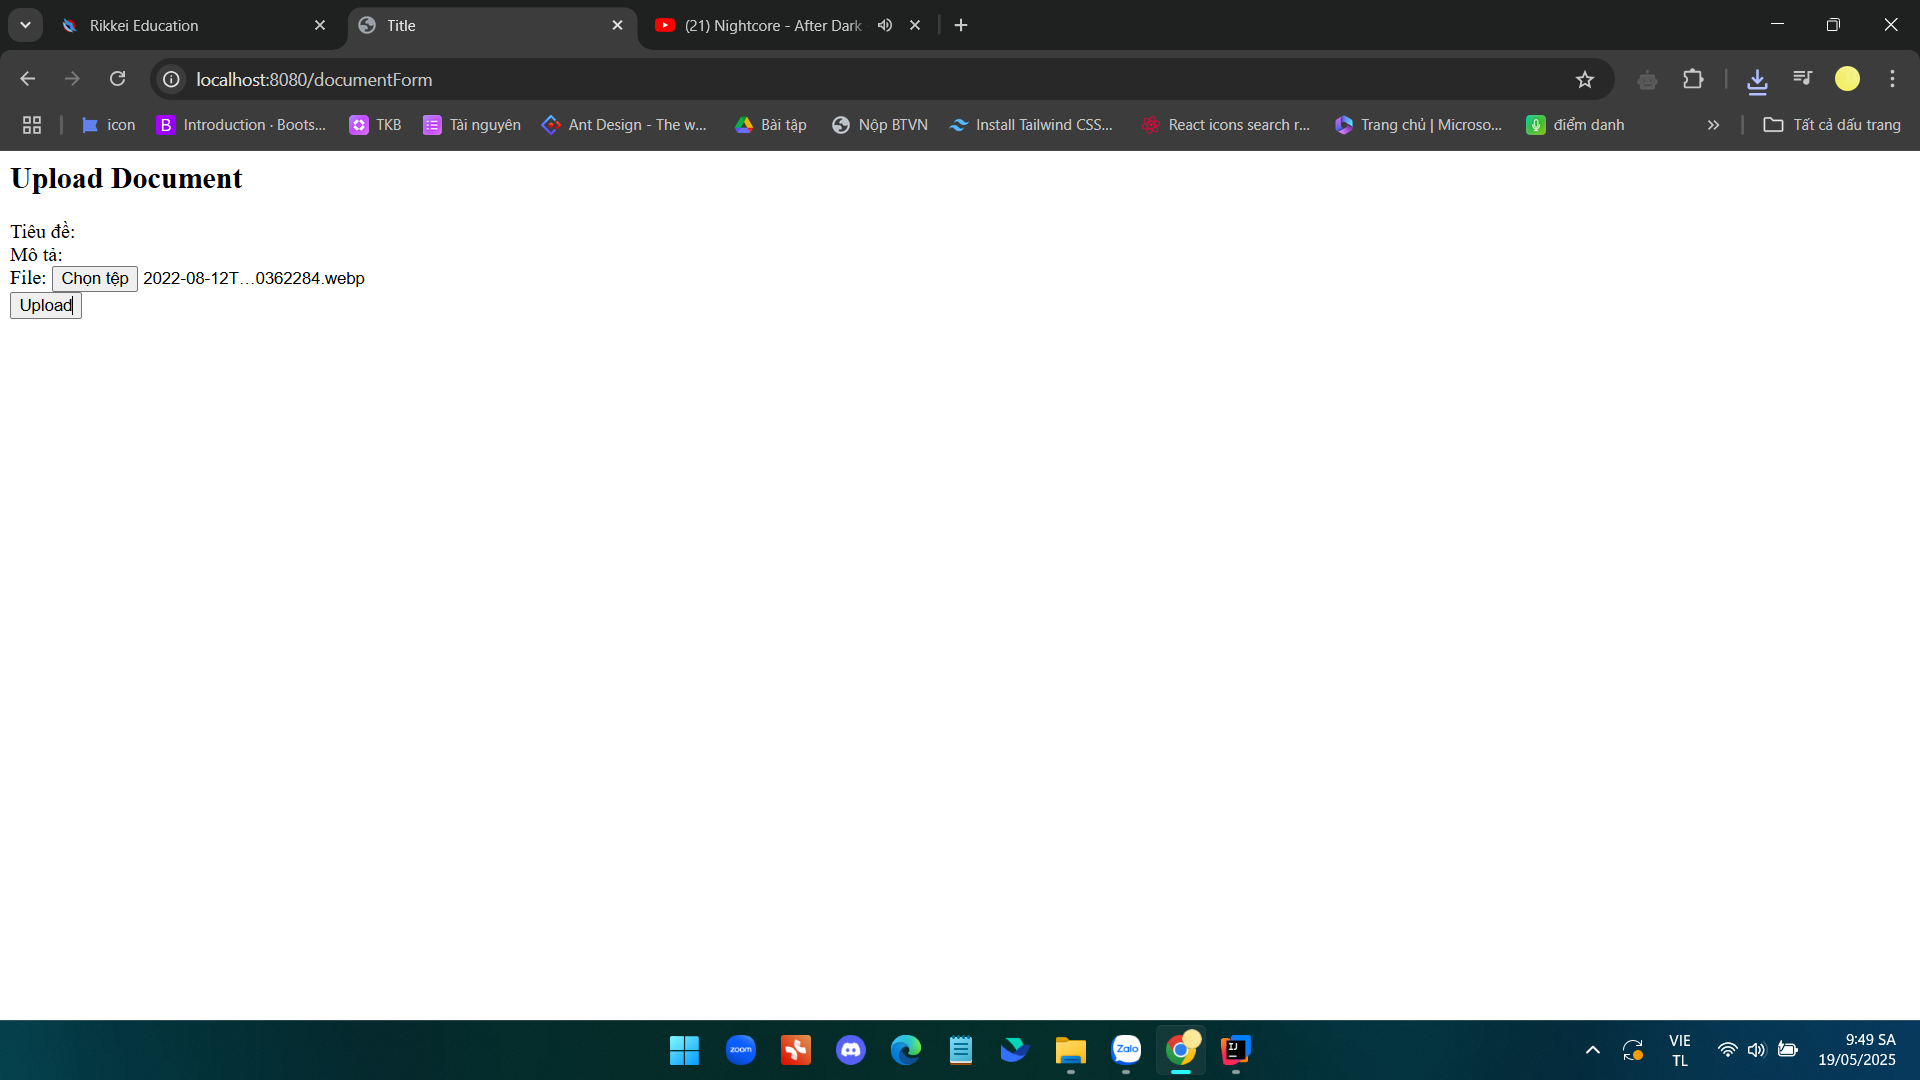 Rikkei Education
Title
(21) Nightcore - After Dark
localhost:8080/documentForm
icon
B Introduction · Boots...
TKB
Tài nguyên
Ant Design - The w...
Bài tập
Nộp BTVN
Install Tailwind CSS...
React icons search r...
Trang chủ | Microso...
điểm danh
Tất cả dấu trang
Upload Document
Tiêu đề:
Mô tả:
File: Chọn tệp 2022-08-12T...0362284.webp
Upload
zoom
Zalo
IJ
VIE
TL
9:49 SA
19/05/2025